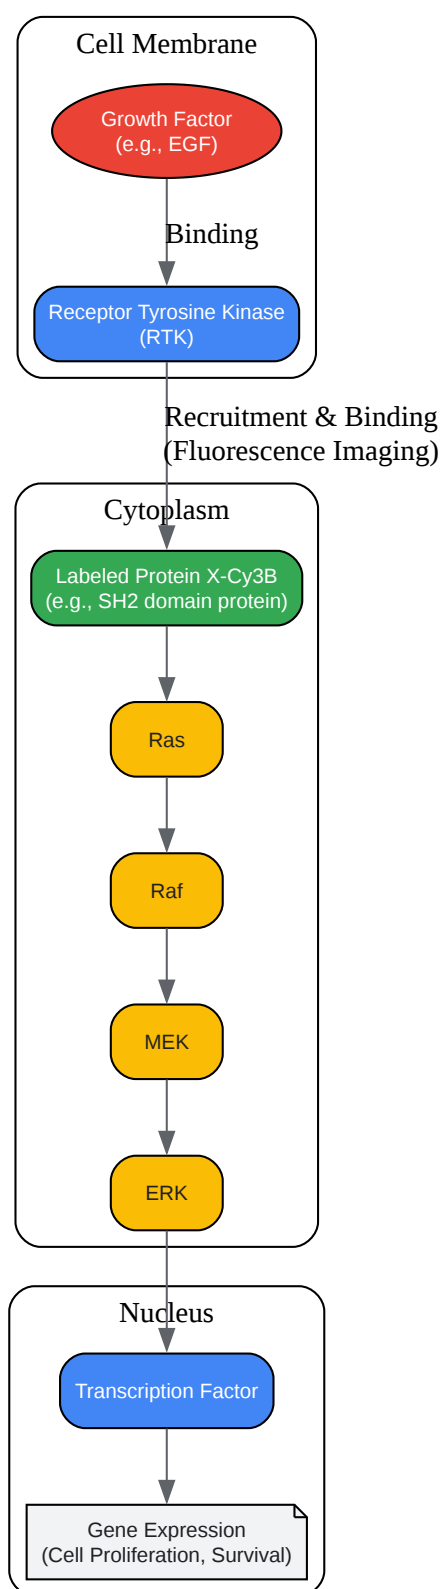 Cell Membrane
Growth Factor
(e.g., EGF)
Binding
Receptor Tyrosine Kinase
(RTK)
Recruitment & Binding
(Fluorescence Imaging)
Cytoplasm
Labeled Protein X-Cy3B
(e.g., SH2 domain protein)
Ras
Raf
MEK
ERK
Nucleus
Transcription Factor
Gene Expression
(Cell Proliferation, Survival)